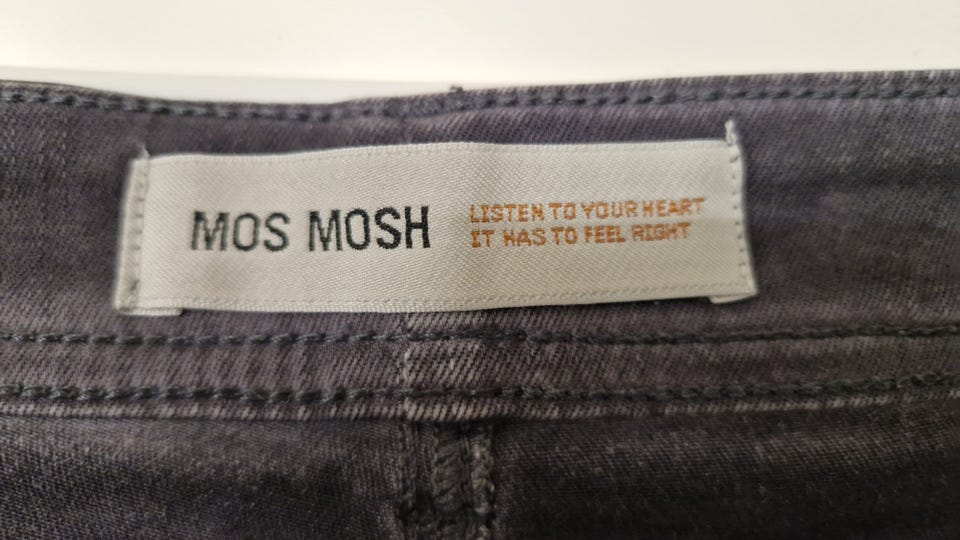 MOS MOSH
LISTEN TO YOUR HEART
IT HAS TO FEEL RIGHT